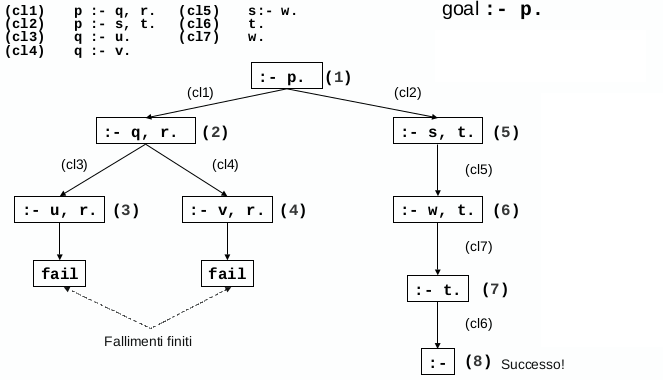 (cl1) p :- q, r. (cl5) s:- w.
(cl2) p :- s, t. (cl6) t.
(cl3) q :- u. (cl7) w.
(cl4) q :- v.
goal :- p.
:- p. (1)
(cl1) (cl2)
:- q, r. (2) :- s, t. (5)
(cl3) (cl4) (cl5)
:- u, r. (3) :- v, r. (4) :- w, t. (6)
(cl7)
fail fail :- t. (7)
(cl6)
Fallimenti finiti
:- (8) Successo!